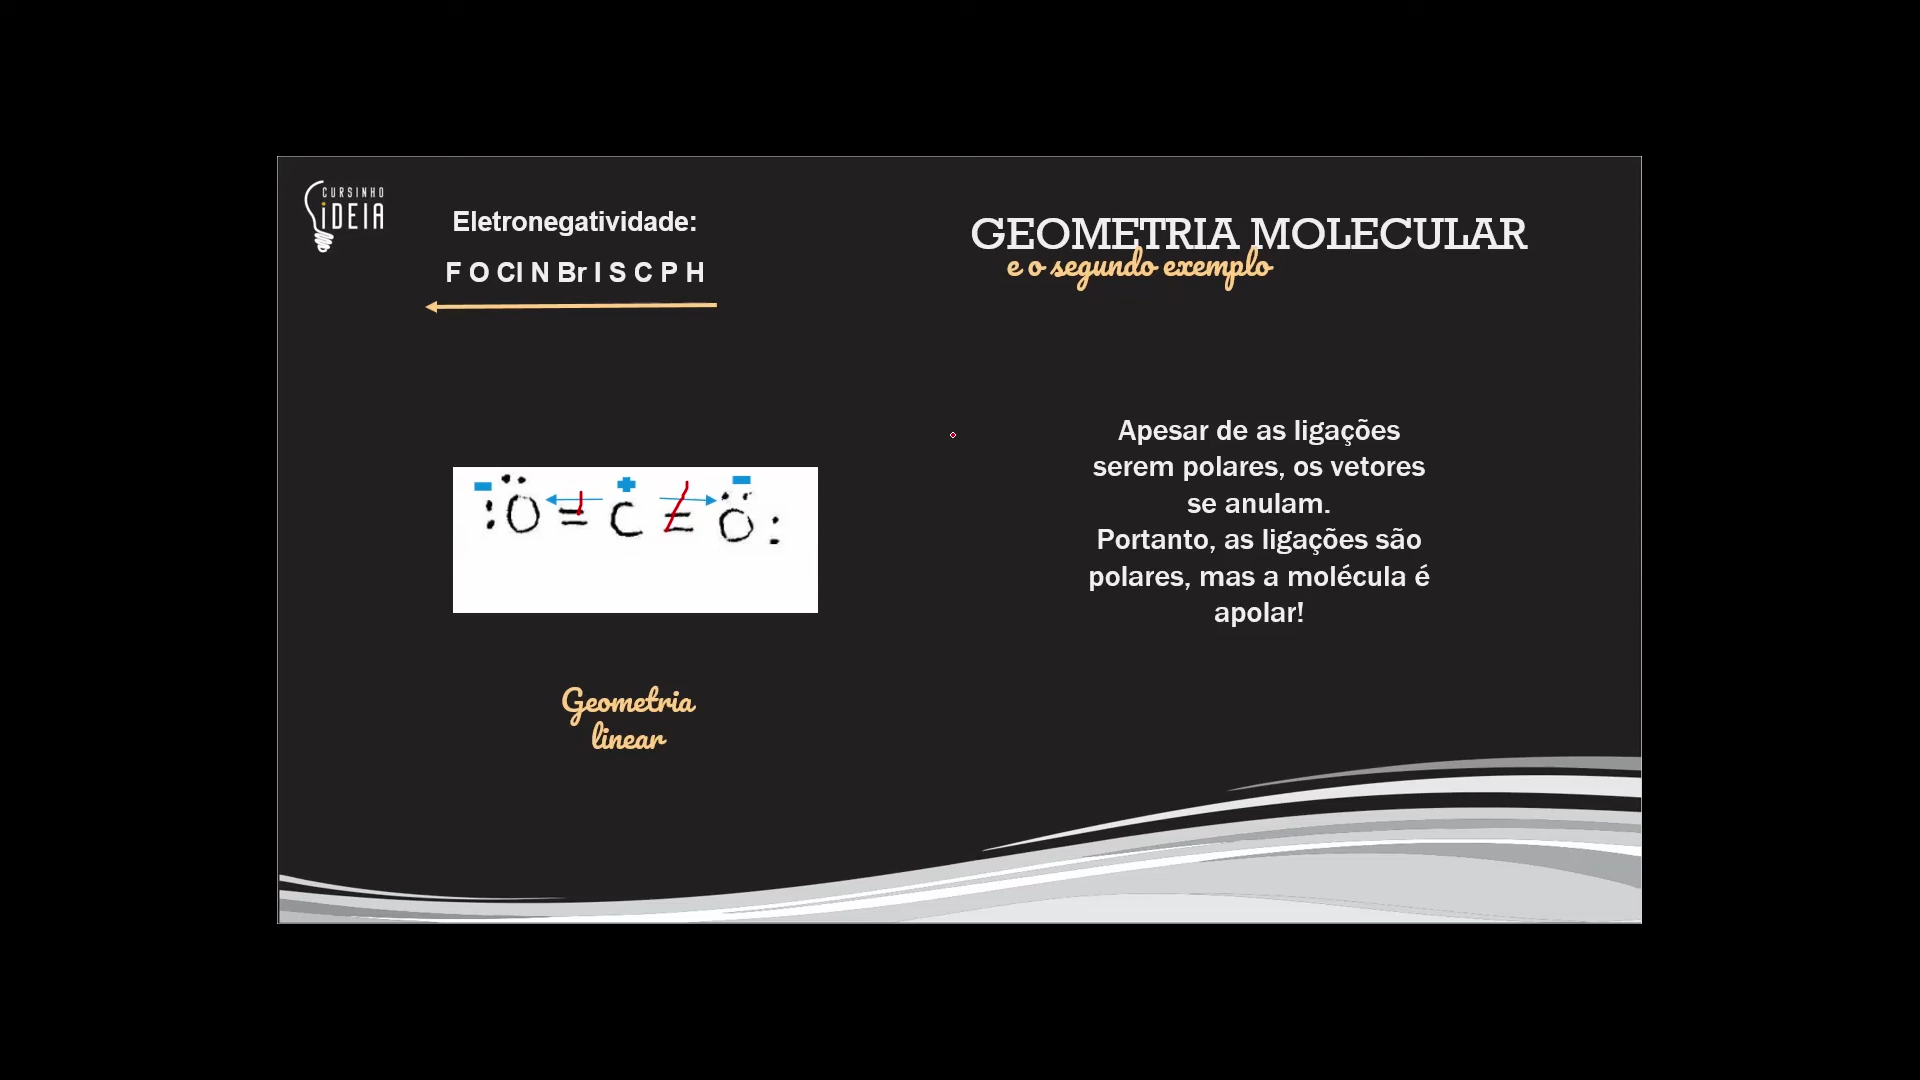 CURSINHO
iDEIA
Eletronegatividade:
F O Cl N Br I S C P H
GEOMETRIA MOLECULAR
e o segundo exemplo
Apesar de as ligações
serem polares, os vetores
se anulam.
Portanto, as ligações são
polares, mas a molécula é
apolar!
- + -
:Ö = C = Ö:
Geometria
linear